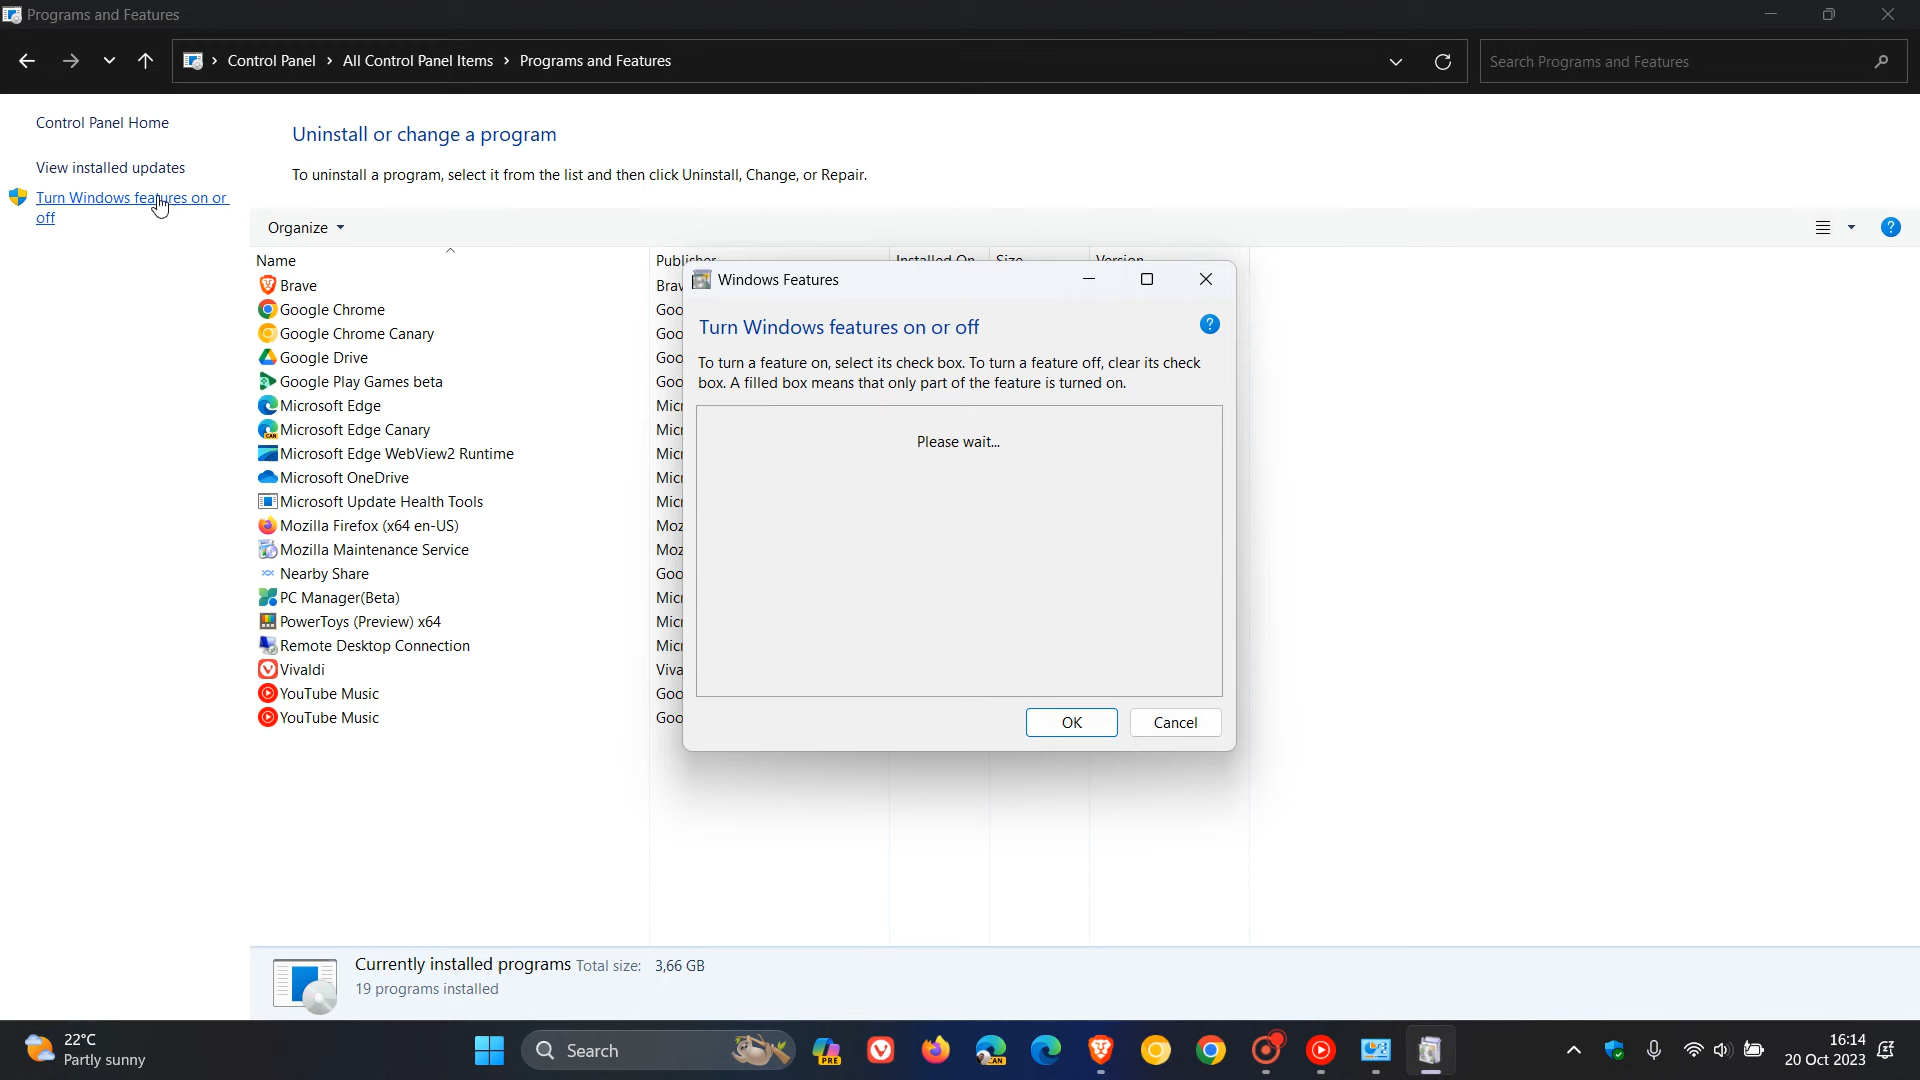 Programs and Features
Control Panel > All Control Panel Items > Programs and Features
Search Programs and Features
Control Panel Home
View installed updates
Turn Windows features on or
off
Uninstall or change a program
To uninstall a program, select it from the list and then click Uninstall, Change, or Repair.
Organize
Name
Brave
Google Chrome
Google Chrome Canary
Google Drive
Google Play Games beta
Microsoft Edge
Microsoft Edge Canary
Microsoft Edge WebView2 Runtime
Microsoft OneDrive
Microsoft Update Health Tools
Mozilla Firefox (x64 en-US)
Mozilla Maintenance Service
Nearby Share
PC Manager(Beta)
PowerToys (Preview) x64
Remote Desktop Connection
Vivaldi
YouTube Music
YouTube Music
Windows Features
Turn Windows features on or off
To turn a feature on, select its check box. To turn a feature off, clear its check
box. A filled box means that only part of the feature is turned on.
Please wait...
OK
Cancel
Currently installed programs Total size: 3,66 GB
19 programs installed
22°C
Partly sunny
Search
PRE
CAN
16:14
20 Oct 2023